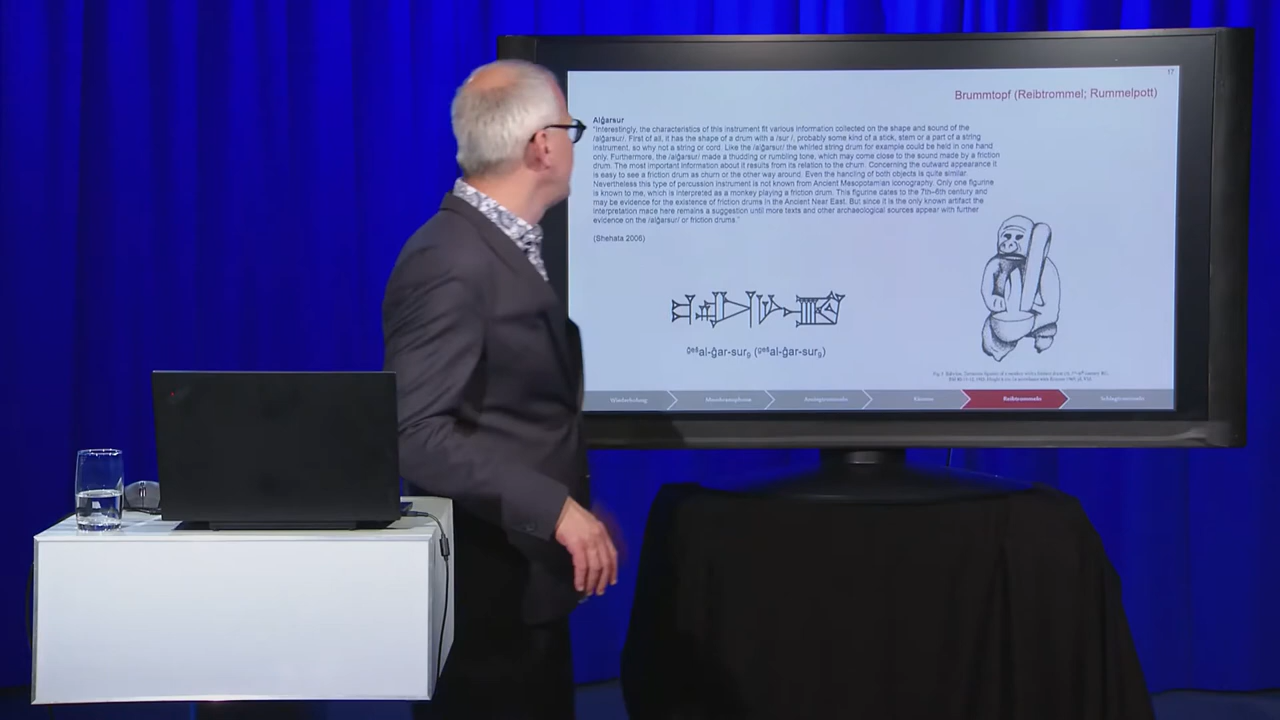 17
Brummtopf (Reibtrommel; Rummelpott)
Alĝarsur
"Interestingly, the characteristics of this instrument fit various information collected on the shape and sound of the
/alĝarsur/. First of all, it has the shape of a drum with a /sur /, probably some kind of a stick, stem or a part of a string
instrument, so why not a string or cord. Like the /alĝarsur/ the whirled string drum for example could be held in one hand
only. Furthermore, the /alĝarsur/ made a thudding or rumbling tone, which may come close to the sound made by a friction
drum. The most important information about it results from its relation to the churn. Concerning the outward appearance it
is easy to see a friction drum as churn or the other way around. Even the handling of both objects is quite similar.
Nevertheless this type of percussion instrument is not known from Ancient Mesopotamian iconography. Only one figurine
is known to me, which is interpreted as a monkey playing a friction drum. This figurine dates to the 7th–6th century and
may be evidence for the existence of friction drums in the Ancient Near East. But since it is the only known artifact the
interpretation made here remains a suggestion until more texts and other archaeological sources appear with further
evidence on the /alĝarsur/ or friction drums."
(Shehata 2006)
ĝešal-ĝar-sur₉ (ĝešal-ĝar-sur₉)
Wiederholung
Reibtrommeln
Schlagtrommeln